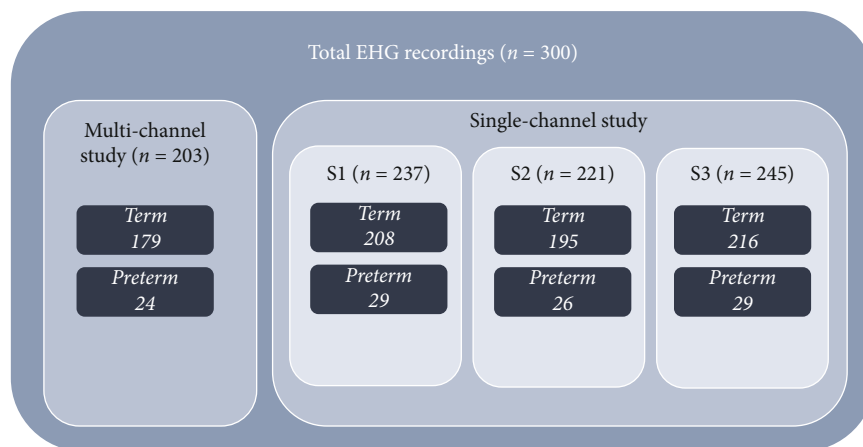 Total EHG recordings (n = 300)
Multi-channel
study (n = 203)
Term
179
Preterm
24
Single-channel study
S1 (n = 237)
Term
208
Preterm
29
S2 (n = 221)
Term
195
Preterm
26
S3 (n = 245)
Term
216
Preterm
29